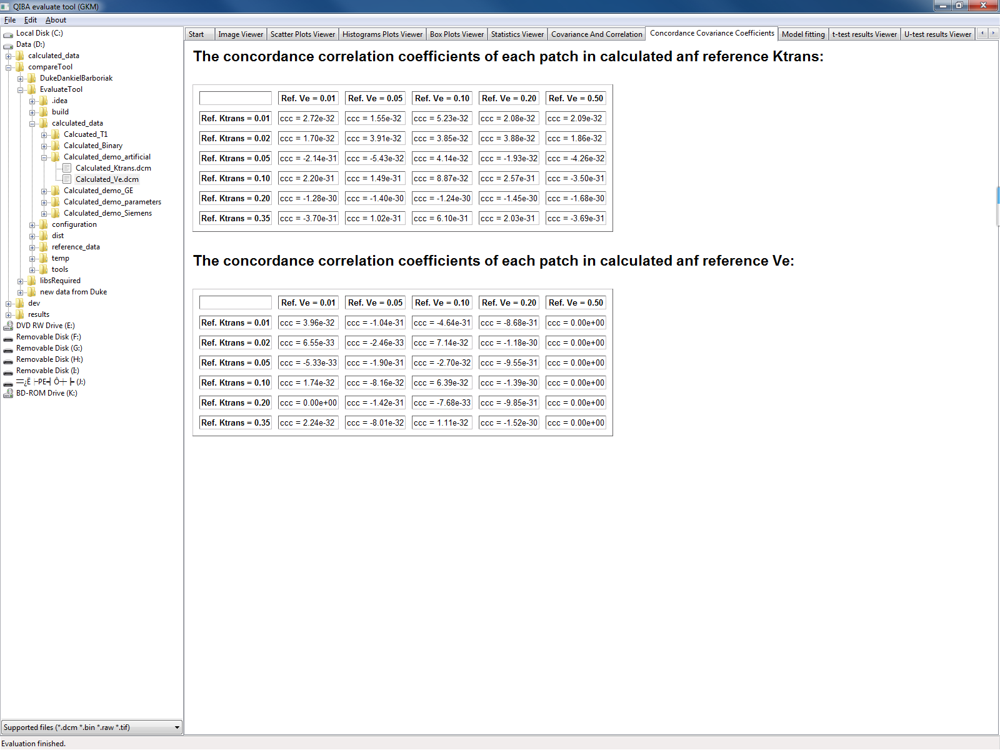 QIBA evaluate tool (GKM)
File Edit About
Local Disk (C:)
Data (D:)
calculated_data
compareTool
DukeDankielBarboriak
EvaluateTool
.idea
build
calculated_data
Calcuated_T1
Calculated_Binary
Calculated_demo_artificial
Calculated_Ktrans.dcm
Calculated_Ve.dcm
Calculated_demo_GE
Calculated_demo_parameters
Calculated_demo_Siemens
configuration
dist
reference_data
temp
tools
libsRequired
new data from Duke
dev
results
DVD RW Drive (E:)
Removable Disk (F:)
Removable Disk (G:)
Removable Disk (H:)
Removable Disk (I:)
(J:)
BD-ROM Drive (K:)
Supported files (*.dcm *.bin *.raw *.tif)
Evaluation finished.
Start Image Viewer Scatter Plots Viewer Histograms Plots Viewer Box Plots Viewer Statistics Viewer Covariance And Correlation Concordance Covariance Coefficients Model fitting t-test results Viewer U-test results Viewer
The concordance correlation coefficients of each patch in calculated anf reference Ktrans:
Ref. Ve = 0.01 Ref. Ve = 0.05 Ref. Ve = 0.10 Ref. Ve = 0.20 Ref. Ve = 0.50
Ref. Ktrans = 0.01 ccc = 2.72e-32 ccc = 1.55e-32 ccc = 5.23e-32 ccc = 2.08e-32 ccc = 2.09e-32
Ref. Ktrans = 0.02 ccc = 1.70e-32 ccc = 3.91e-32 ccc = 3.85e-32 ccc = 3.88e-32 ccc = 1.86e-32
Ref. Ktrans = 0.05 ccc = -2.14e-31 ccc = -5.43e-32 ccc = 4.14e-32 ccc = -1.93e-32 ccc = -4.26e-32
Ref. Ktrans = 0.10 ccc = 2.20e-31 ccc = 1.49e-31 ccc = 8.87e-32 ccc = 2.57e-31 ccc = -3.50e-31
Ref. Ktrans = 0.20 ccc = -1.28e-30 ccc = -1.40e-30 ccc = -1.24e-30 ccc = -1.45e-30 ccc = -1.68e-30
Ref. Ktrans = 0.35 ccc = -3.70e-31 ccc = 1.02e-31 ccc = 6.10e-31 ccc = 2.03e-31 ccc = -3.69e-31
The concordance correlation coefficients of each patch in calculated anf reference Ve:
Ref. Ve = 0.01 Ref. Ve = 0.05 Ref. Ve = 0.10 Ref. Ve = 0.20 Ref. Ve = 0.50
Ref. Ktrans = 0.01 ccc = 3.96e-32 ccc = -1.04e-31 ccc = -4.64e-31 ccc = -8.68e-31 ccc = 0.00e+00
Ref. Ktrans = 0.02 ccc = 6.55e-33 ccc = -2.46e-33 ccc = 7.14e-32 ccc = -1.18e-30 ccc = 0.00e+00
Ref. Ktrans = 0.05 ccc = -5.33e-33 ccc = -1.90e-31 ccc = -2.70e-32 ccc = -9.55e-31 ccc = 0.00e+00
Ref. Ktrans = 0.10 ccc = 1.74e-32 ccc = -8.16e-32 ccc = 6.39e-32 ccc = -1.39e-30 ccc = 0.00e+00
Ref. Ktrans = 0.20 ccc = 0.00e+00 ccc = -1.42e-31 ccc = -7.68e-33 ccc = -9.85e-31 ccc = 0.00e+00
Ref. Ktrans = 0.35 ccc = 2.24e-32 ccc = -8.01e-32 ccc = 1.11e-32 ccc = -1.52e-30 ccc = 0.00e+00